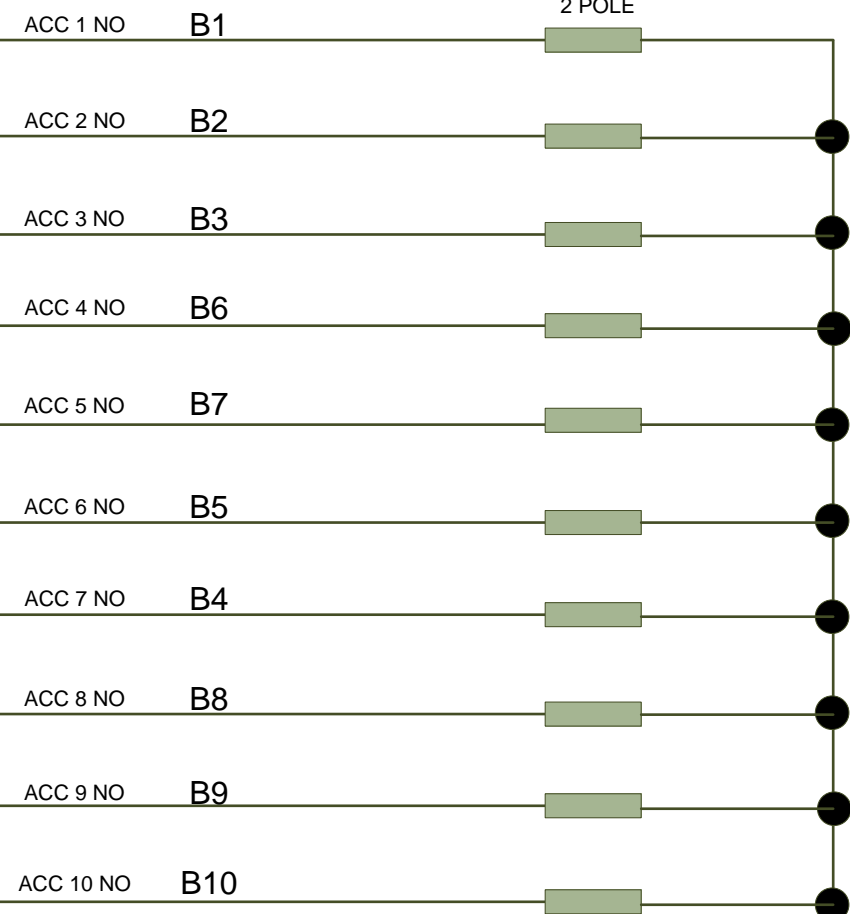 2 POLE
ACC 1 NO B1
ACC 2 NO B2
ACC 3 NO B3
ACC 4 NO B6
ACC 5 NO B7
ACC 6 NO B5
ACC 7 NO B4
ACC 8 NO B8
ACC 9 NO B9
ACC 10 NO B10